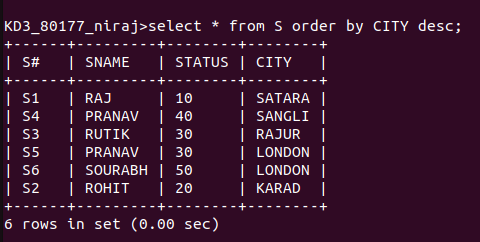 KD3_80177_niraj>select * from S order by CITY desc;
+------+---------+--------+--------+
| S#   | SNAME   | STATUS | CITY   |
+------+---------+--------+--------+
| S1   | RAJ     | 10     | SATARA |
| S4   | PRANAV  | 40     | SANGLI |
| S3   | RUTIK   | 30     | RAJUR  |
| S5   | PRANAV  | 30     | LONDON |
| S6   | SOURABH | 50     | LONDON |
| S2   | ROHIT   | 20     | KARAD  |
+------+---------+--------+--------+
6 rows in set (0.00 sec)